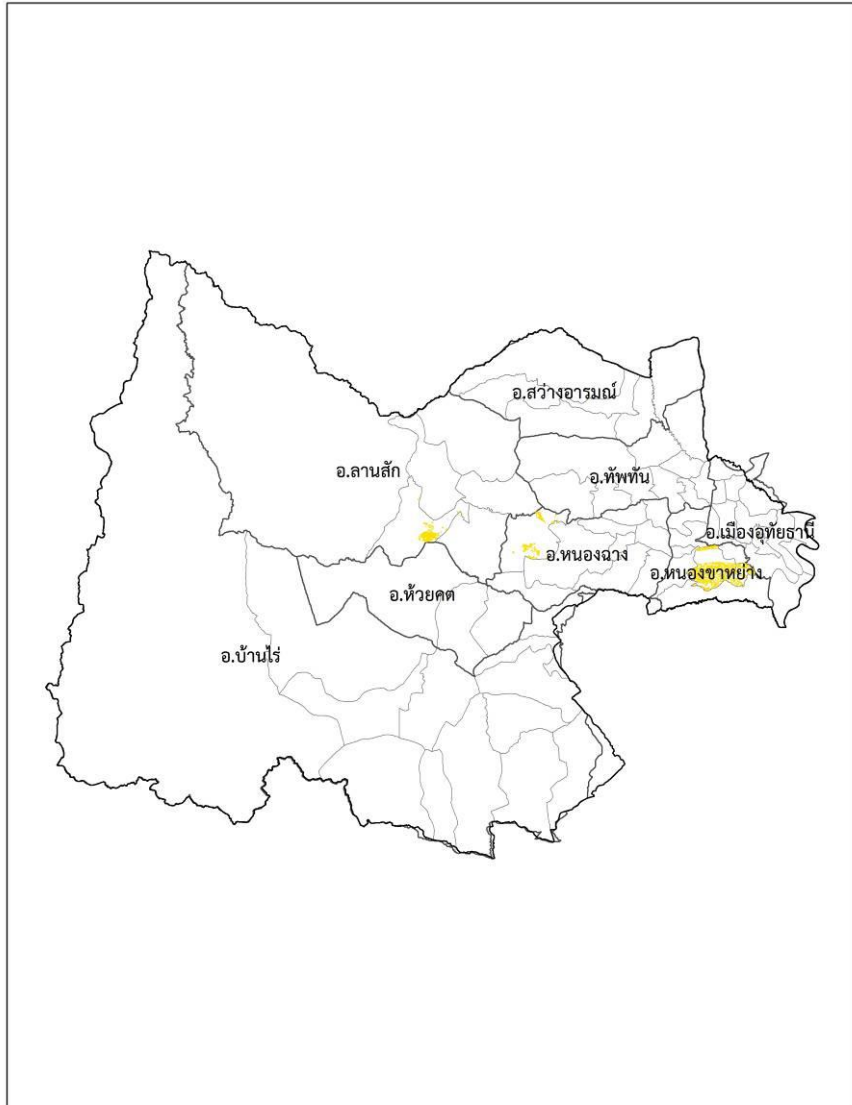 อ.สว่างอารมณ์
อ.ลานสัก
อ.ทัพทัน
อ.เมืองอุทัยธานี
อ.หนองฉาง
อ.หนองขาหย่าง
อ.ห้วยคต
อ.บ้านไร่